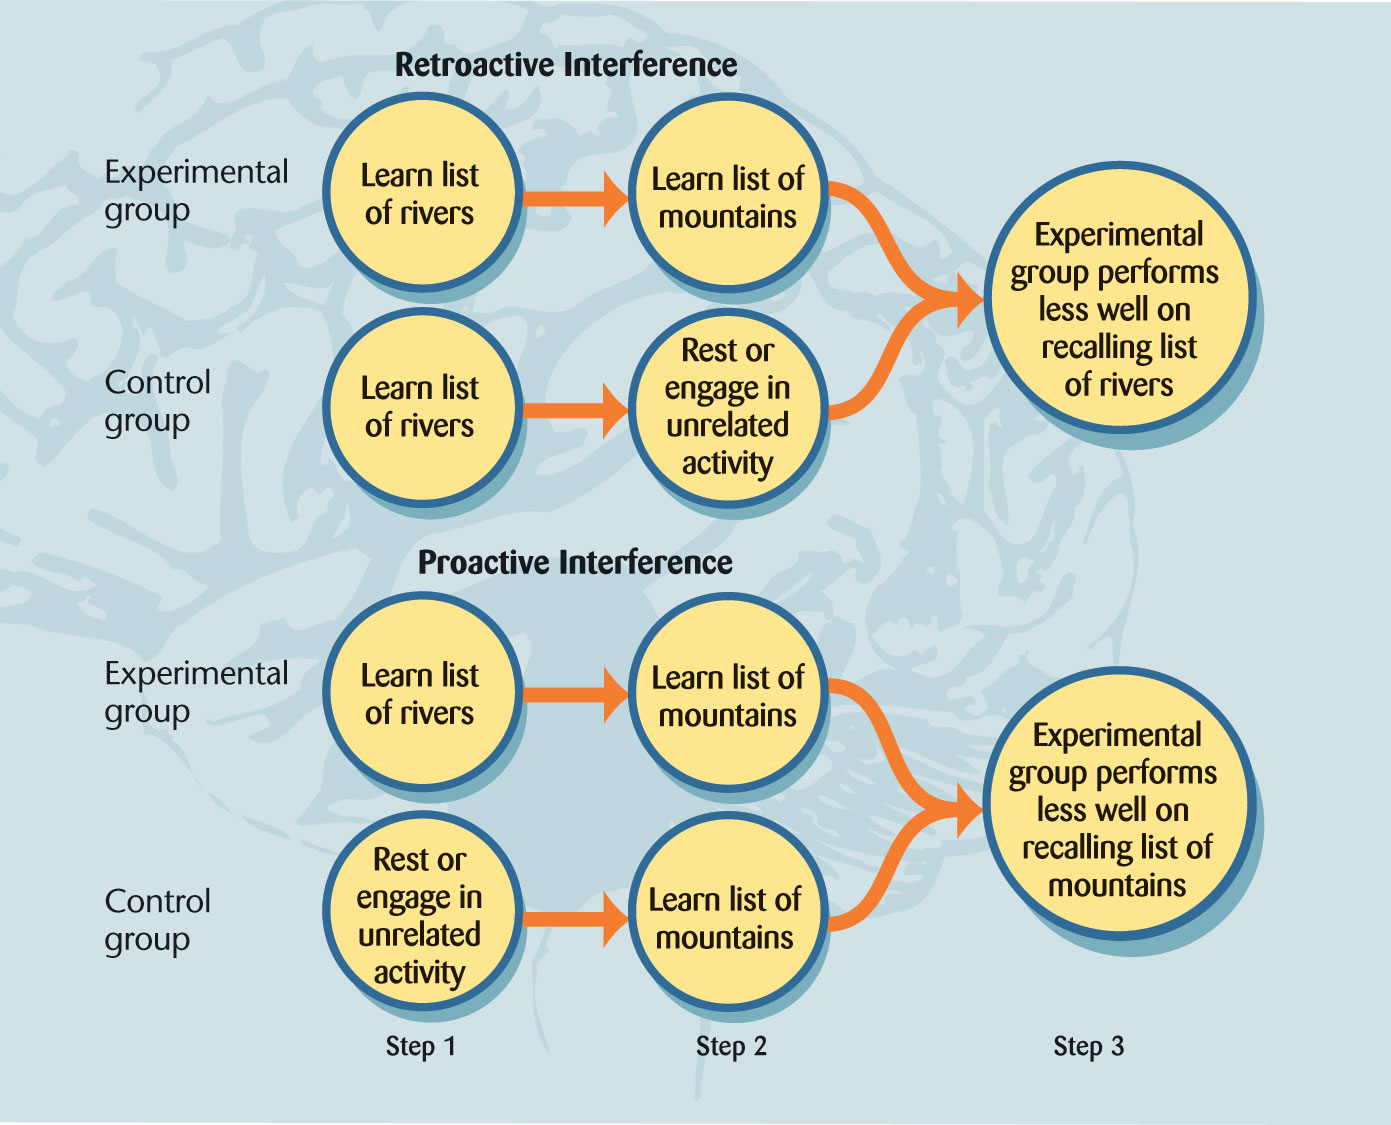 Retroactive Interference
Experimental
group
Learn list
of rivers
Learn list of
mountains
Control
group
Learn list
of rivers
Rest or
engage in
unrelated
activity
Experimental
group performs
less well on
recalling list
of rivers
Proactive Interference
Experimental
group
Learn list
of rivers
Learn list of
mountains
Control
group
Rest or
engage in
unrelated
activity
Learn list of
mountains
Experimental
group performs
less well on
recalling list of
mountains
Step 1
Step 2
Step 3